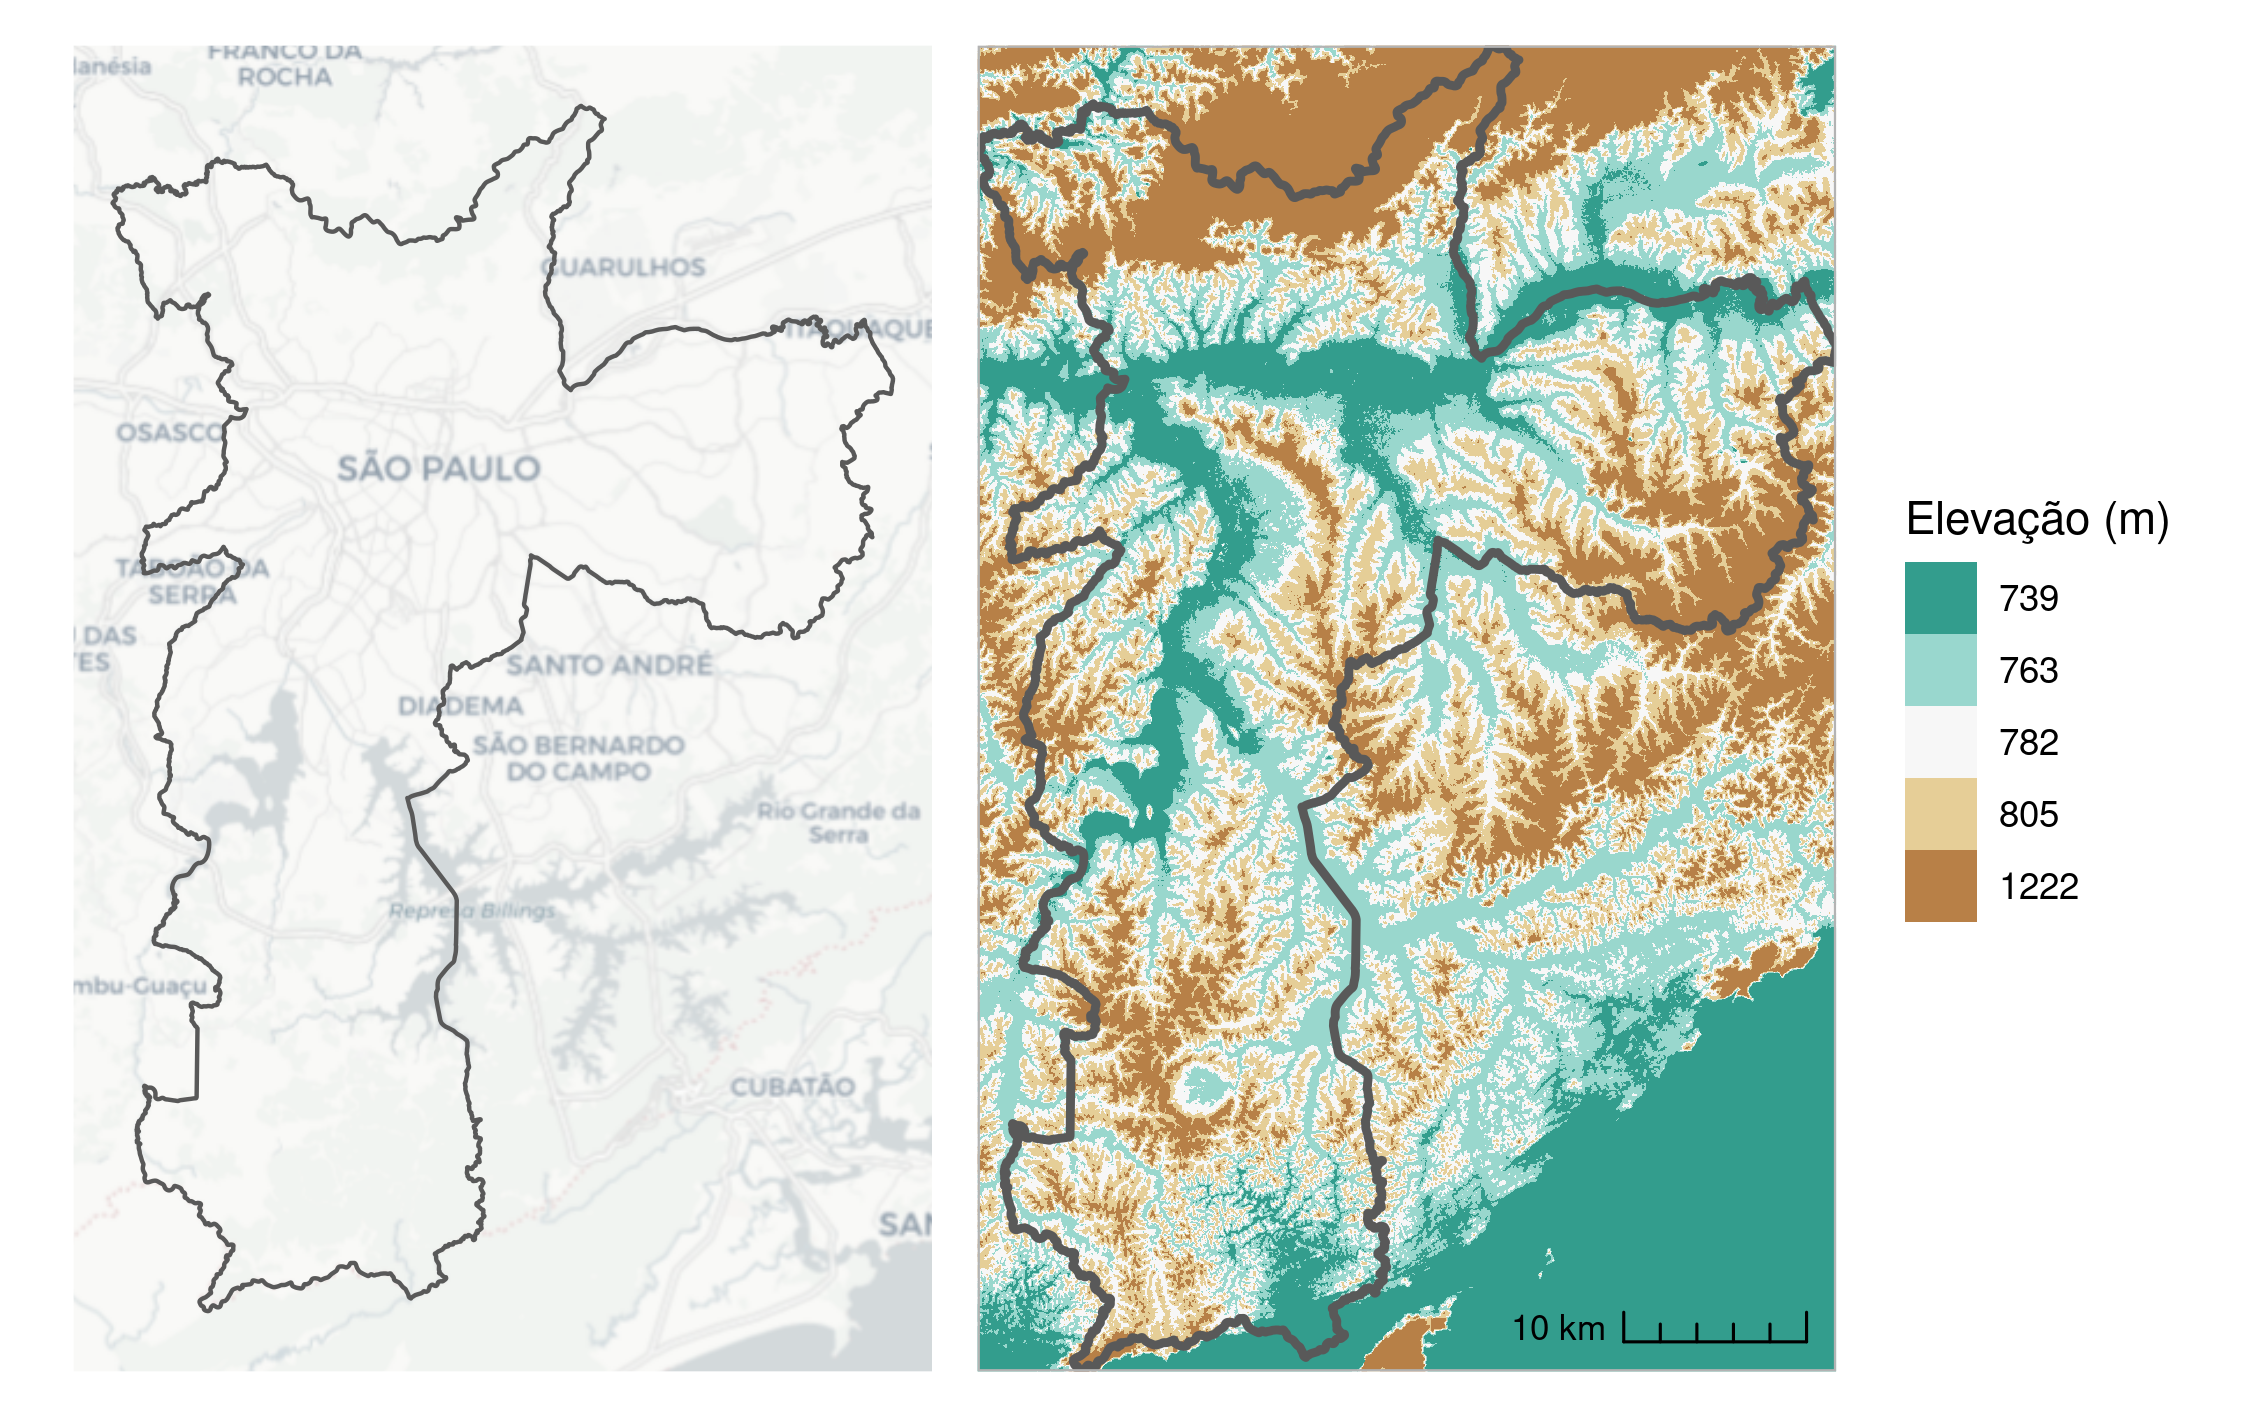 FRANCO DA
ROCHA
lanésia
GUARULHOS
ITAQUAQUE
OSASCO
SÃO PAULO
TABOÃO DA
SERRA
DAS
TES
SANTO ANDRÉ
DIADEMA
SÃO BERNARDO
DO CAMPO
Rio Grande da
Serra
Represa Billings
mbu-Guaçu
CUBATÃO
SAN
10 km
Elevação (m)
739
763
782
805
1222